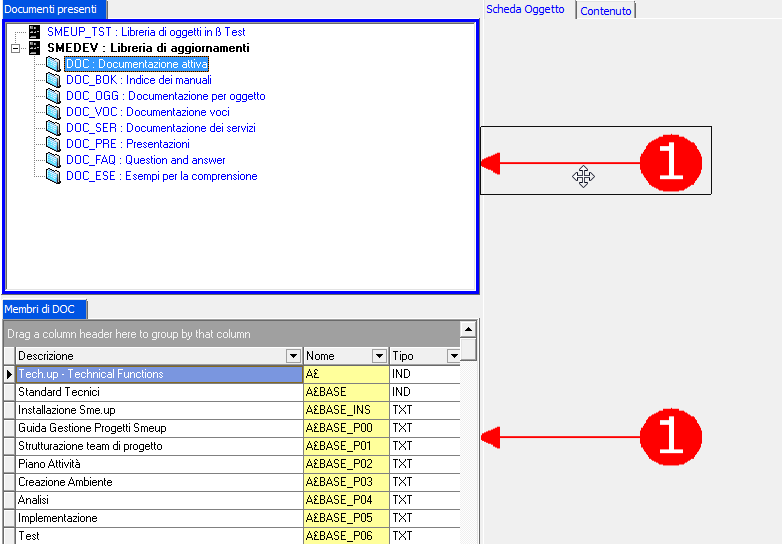 Documenti presenti
Scheda Oggetto
Contenuto
SMEUP_TST : Libreria di oggetti in ß Test
SMEDEV : Libreria di aggiornamenti
DOC : Documentazione attiva
DOC_BOK : Indice dei manuali
DOC_OGG : Documentazione per oggetto
DOC_VOC : Documentazione voci
DOC_SER : Documentazione dei servizi
DOC_PRE : Presentazioni
DOC_FAQ : Question and answer
DOC_ESE : Esempi per la comprensione
1
Membri di DOC
Drag a column header here to group by that column
Descrizione Nome Tipo
Tech.up - Technical Functions A£ IND
Standard Tecnici A£BASE IND
Installazione Sme.up A£BASE_INS TXT
Guida Gestione Progetti Smeup A£BASE_P00 TXT
Strutturazione team di progetto A£BASE_P01 TXT
Piano Attività A£BASE_P02 TXT
Creazione Ambiente A£BASE_P03 TXT
Analisi A£BASE_P04 TXT
Implementazione A£BASE_P05 TXT
Test A£BASE_P06 TXT
1